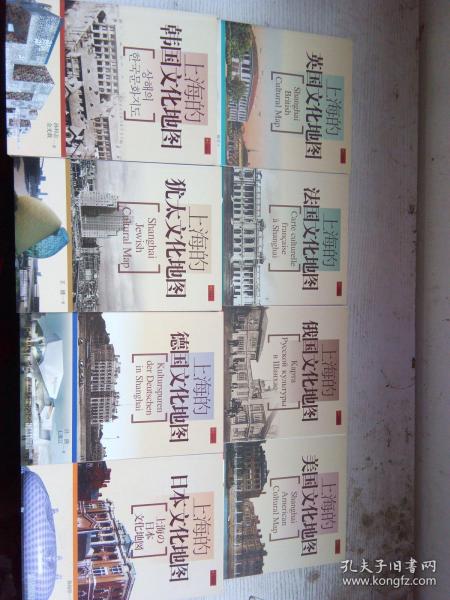 上海的
韩国文化地图
상해의
한국문화지도
上海的
英国文化地图
Shanghai
British
Cultural Map
上海的
犹太文化地图
Shanghai
Jewish
Cultural Map
上海的
法国文化地图
Carte culturelle
française
à Shanghai
上海的
德国文化地图
Kulturspuren
der Deutschen
in Shanghai
上海的
俄国文化地图
Карта
Русской культуры
в Шанхае
上海的
日本文化地图
上海の
日本
文化地图
上海的
美国文化地图
Shanghai
American
Cultural Map
孔夫子旧书网
www.kongfz.com